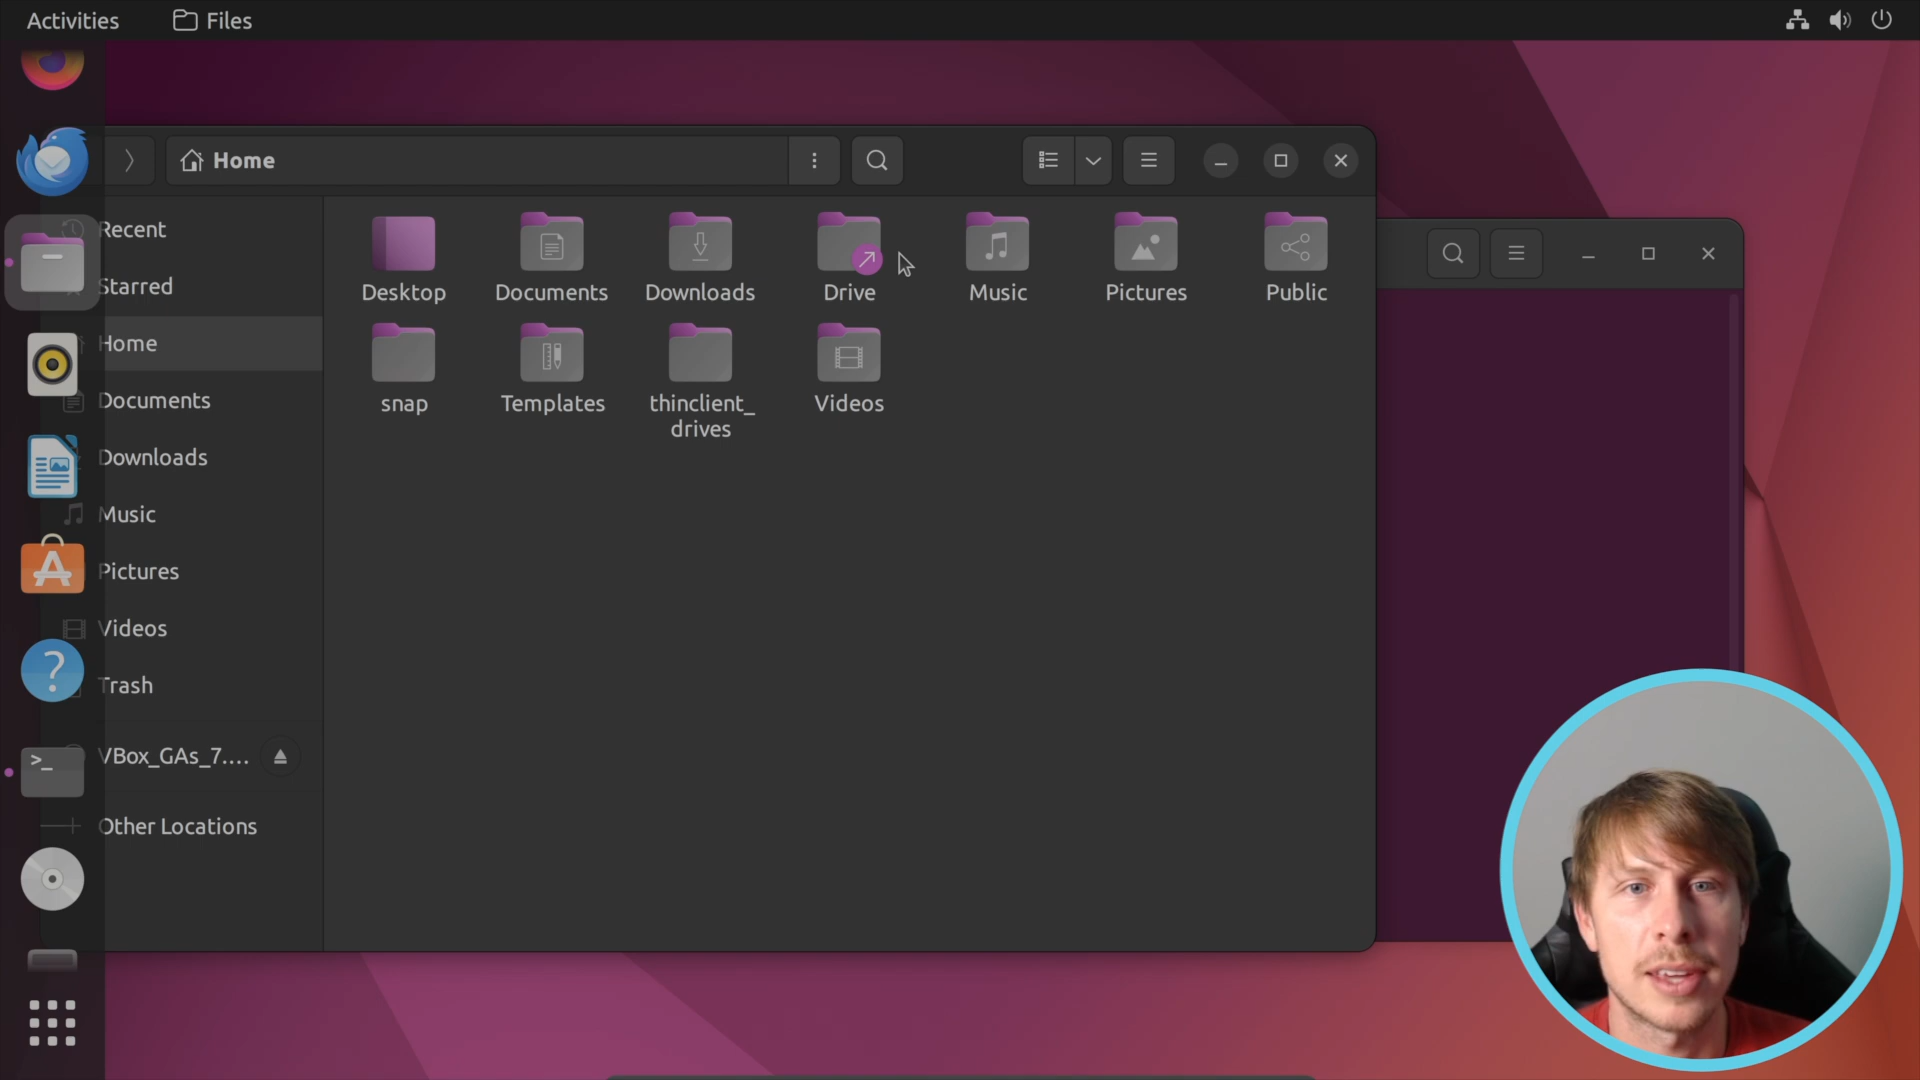 Activities Files
Home
Recent
Starred
Home
Documents
Downloads
Music
Pictures
Videos
Trash
VBox_GAs_7....
Other Locations
Desktop Documents Downloads Drive Music Pictures Public
snap Templates thinclient_
drives Videos